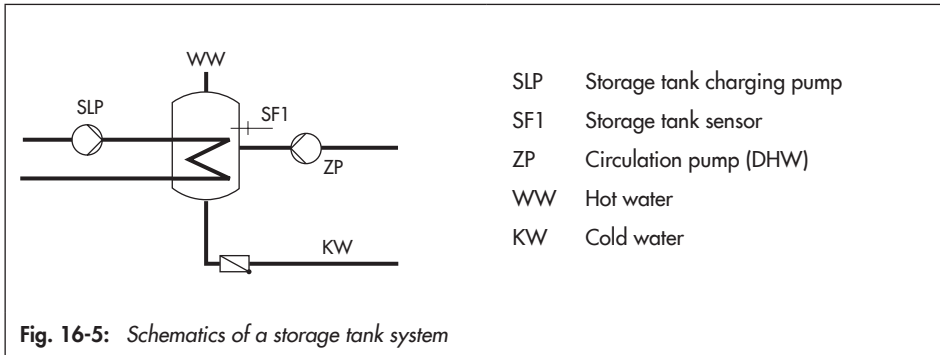 WW
SLP
SF1
ZP
KW
SLP Storage tank charging pump
SF1 Storage tank sensor
ZP Circulation pump (DHW)
WW Hot water
KW Cold water
Fig. 16-5: Schematics of a storage tank system